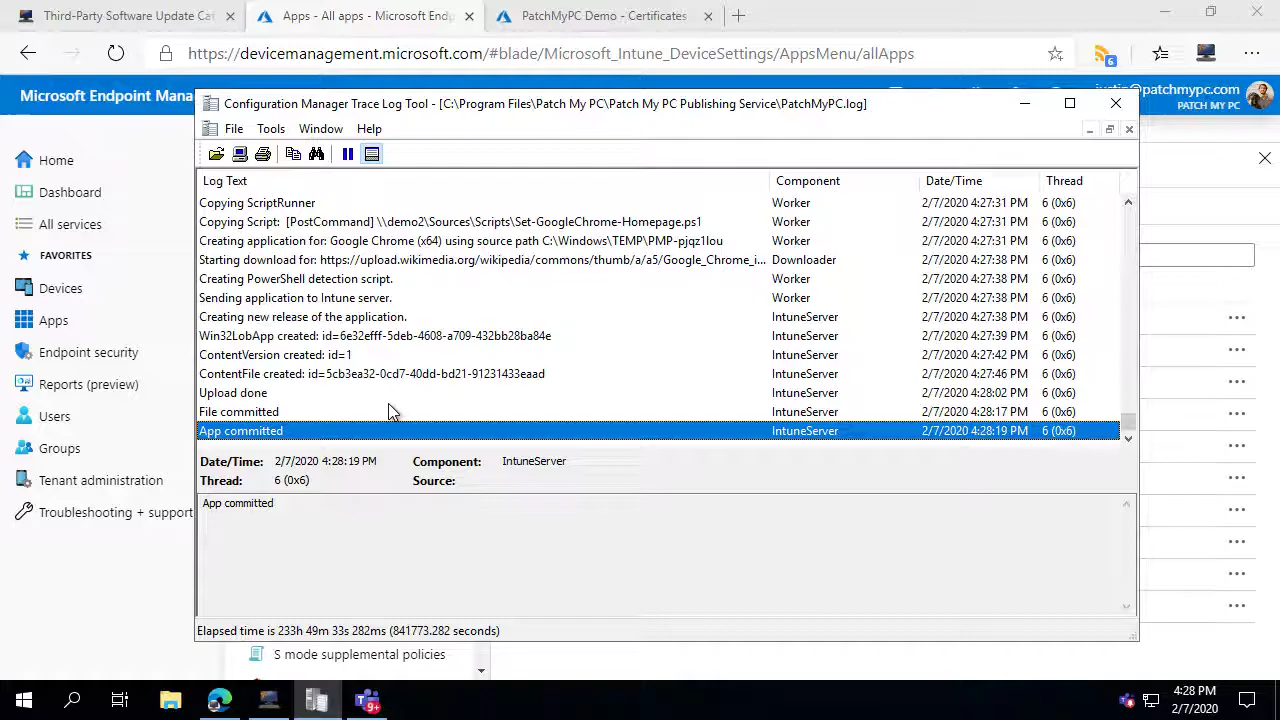 Third-Party Software Update Cat
Apps - All apps - Microsoft Endp
PatchMyPC Demo - Certificates
https://devicemanagement.microsoft.com/#blade/Microsoft_Intune_DeviceSettings/AppsMenu/allApps
6
Microsoft Endpoint Mana
justin@patchmypc.com
PATCH MY PC
Home
Dashboard
All services
FAVORITES
Devices
Apps
Endpoint security
Reports (preview)
Users
Groups
Tenant administration
Troubleshooting + support
S mode supplemental policies
Configuration Manager Trace Log Tool - [C:\Program Files\Patch My PC\Patch My PC Publishing Service\PatchMyPC.log]
File Tools Window Help
Log Text Component Date/Time Thread
Copying ScriptRunner Worker 2/7/2020 4:27:31 PM 6 (0x6)
Copying Script: [PostCommand] \\demo2\Sources\Scripts\Set-GoogleChrome-Homepage.ps1 Worker 2/7/2020 4:27:31 PM 6 (0x6)
Creating application for: Google Chrome (x64) using source path C:\Windows\TEMP\PMP-pjqz1lou Worker 2/7/2020 4:27:31 PM 6 (0x6)
Starting download for: https://upload.wikimedia.org/wikipedia/commons/thumb/a/a5/Google_Chrome_i... Downloader 2/7/2020 4:27:38 PM 6 (0x6)
Creating PowerShell detection script. Worker 2/7/2020 4:27:38 PM 6 (0x6)
Sending application to Intune server. Worker 2/7/2020 4:27:38 PM 6 (0x6)
Creating new release of the application. IntuneServer 2/7/2020 4:27:38 PM 6 (0x6)
Win32LobApp created: id=6e32efff-5deb-4608-a709-432bb28ba84e IntuneServer 2/7/2020 4:27:39 PM 6 (0x6)
ContentVersion created: id=1 IntuneServer 2/7/2020 4:27:42 PM 6 (0x6)
ContentFile created: id=5cb3ea32-0cd7-40dd-bd21-91231433eaad IntuneServer 2/7/2020 4:27:46 PM 6 (0x6)
Upload done IntuneServer 2/7/2020 4:28:02 PM 6 (0x6)
File committed IntuneServer 2/7/2020 4:28:17 PM 6 (0x6)
App committed IntuneServer 2/7/2020 4:28:19 PM 6 (0x6)
Date/Time: 2/7/2020 4:28:19 PM Component: IntuneServer
Thread: 6 (0x6) Source:
App committed
Elapsed time is 233h 49m 33s 282ms (841773.282 seconds)
9+
4:28 PM
2/7/2020